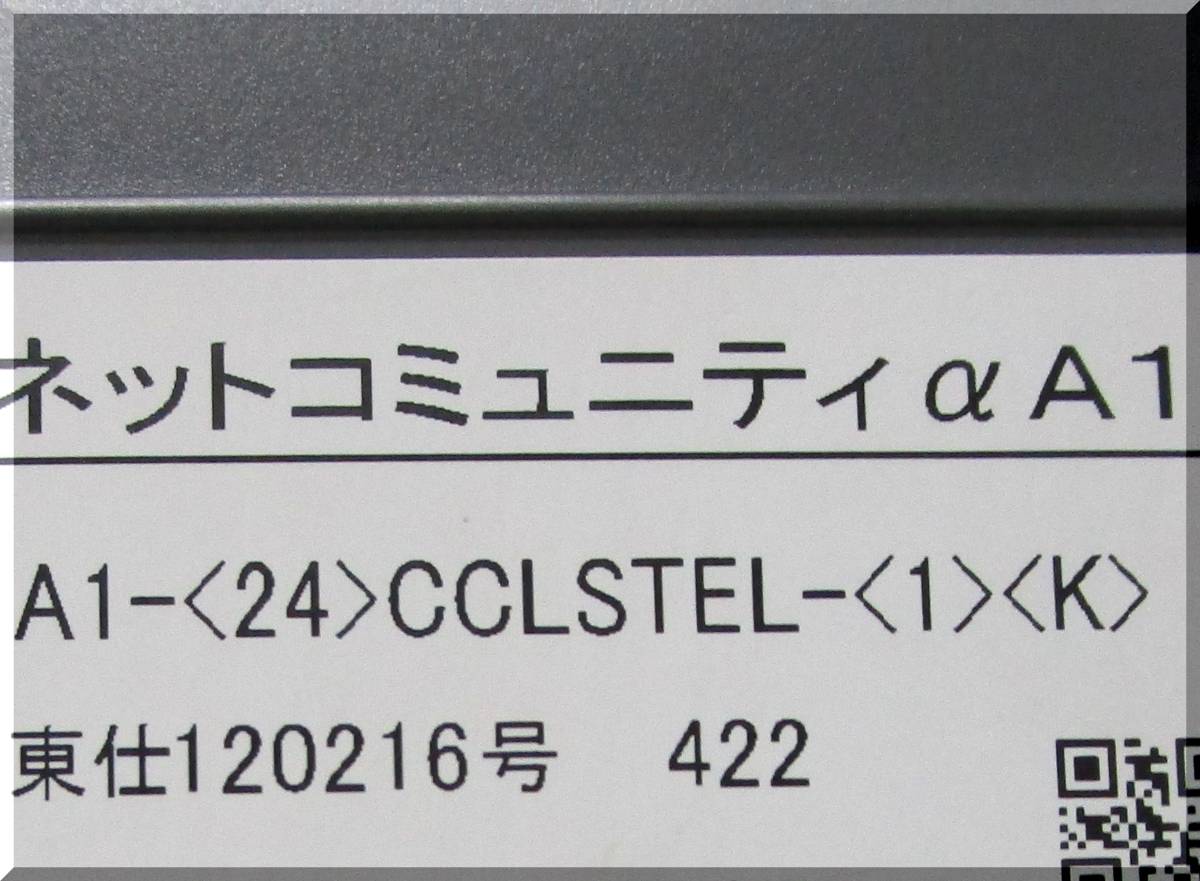 ネットコミュニティαA1
A1-<24>CCLSTEL-<1><K>
東仕120216号 422